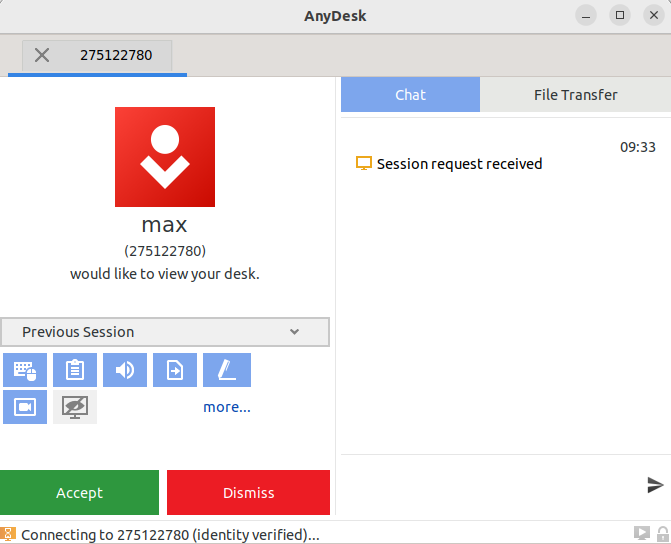 AnyDesk
275122780
max
(275122780)
would like to view your desk.
Previous Session
more...
Accept
Dismiss
Chat
File Transfer
09:33
Session request received
Connecting to 275122780 (identity verified)...